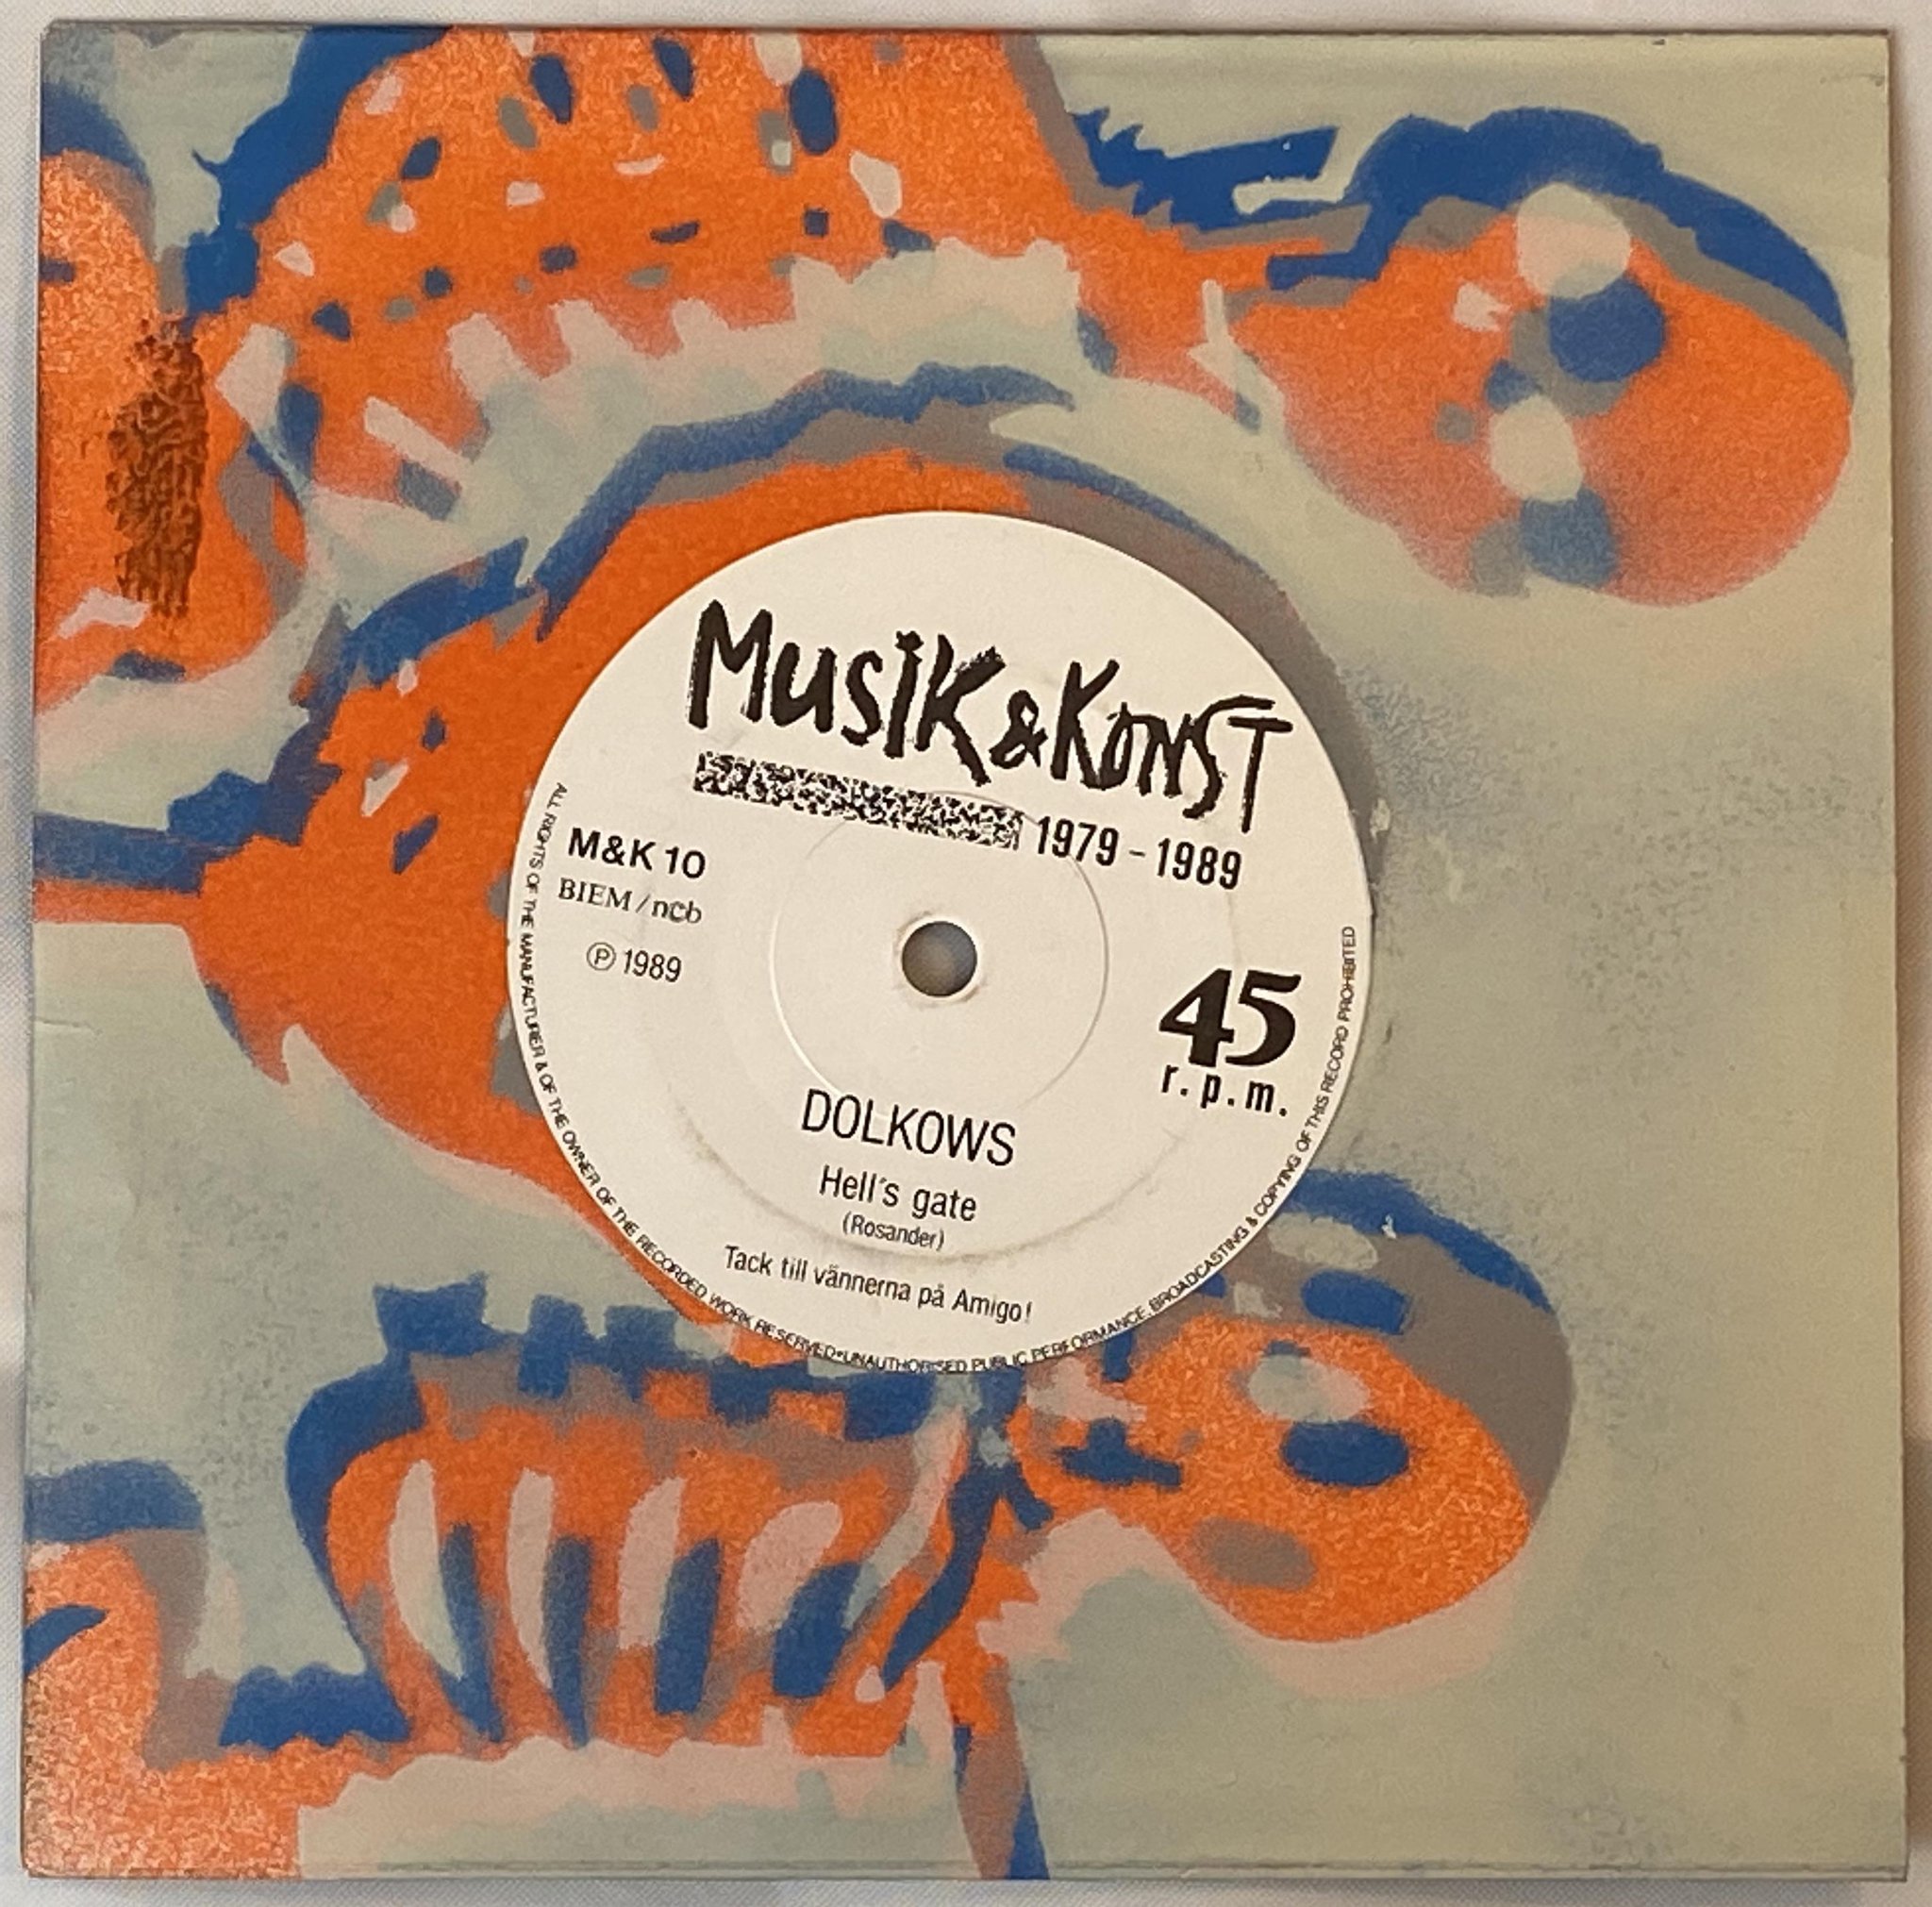 Musik & Konst
1979 - 1989
M&K 10
BIEM/ncb
Ⓟ 1989
45
r.p.m.
DOLKOWS
Hell's gate
(Rosander)
Tack till vännerna på Amigo!
ALL RIGHTS OF THE MANUFACTURER & OF THE OWNER OF THE RECORDED WORK RESERVED•UNAUTHORISED PUBLIC PERFORMANCE BROADCASTING & COPYING OF THIS RECORD PROHIBITED